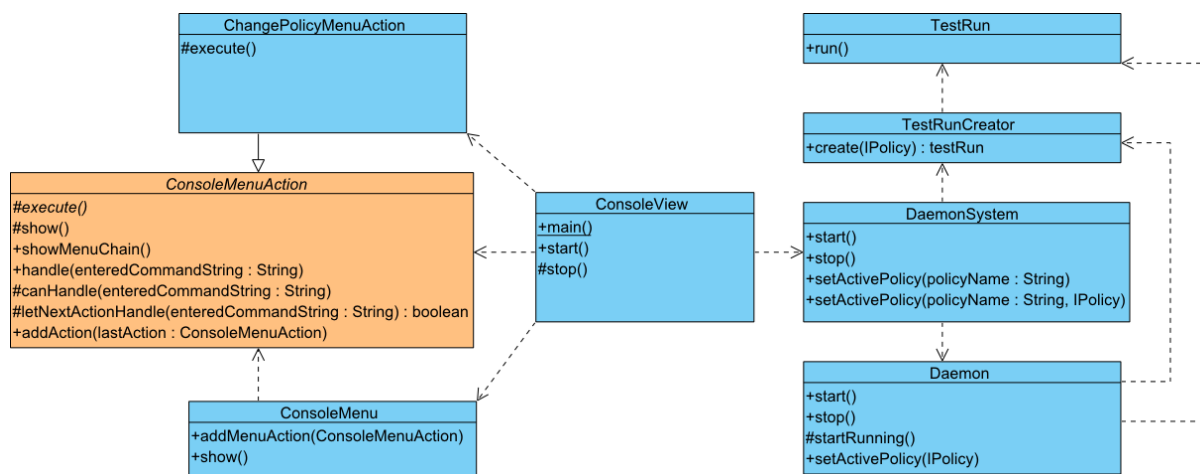 ChangePolicyMenuAction
#execute()
ConsoleMenuAction
#execute()
#show()
+showMenuChain()
+handle(enteredCommandString : String)
#canHandle(enteredCommandString : String)
#letNextActionHandle(enteredCommandString : String) : boolean
+addAction(lastAction : ConsoleMenuAction)
ConsoleMenu
+addMenuAction(ConsoleMenuAction)
+show()
ConsoleView
+main()
+start()
#stop()
TestRun
+run()
TestRunCreator
+create(IPolicy) : testRun
DaemonSystem
+start()
+stop()
+setActivePolicy(policyName : String)
+setActivePolicy(policyName : String, IPolicy)
Daemon
+start()
+stop()
#startRunning()
+setActivePolicy(IPolicy)